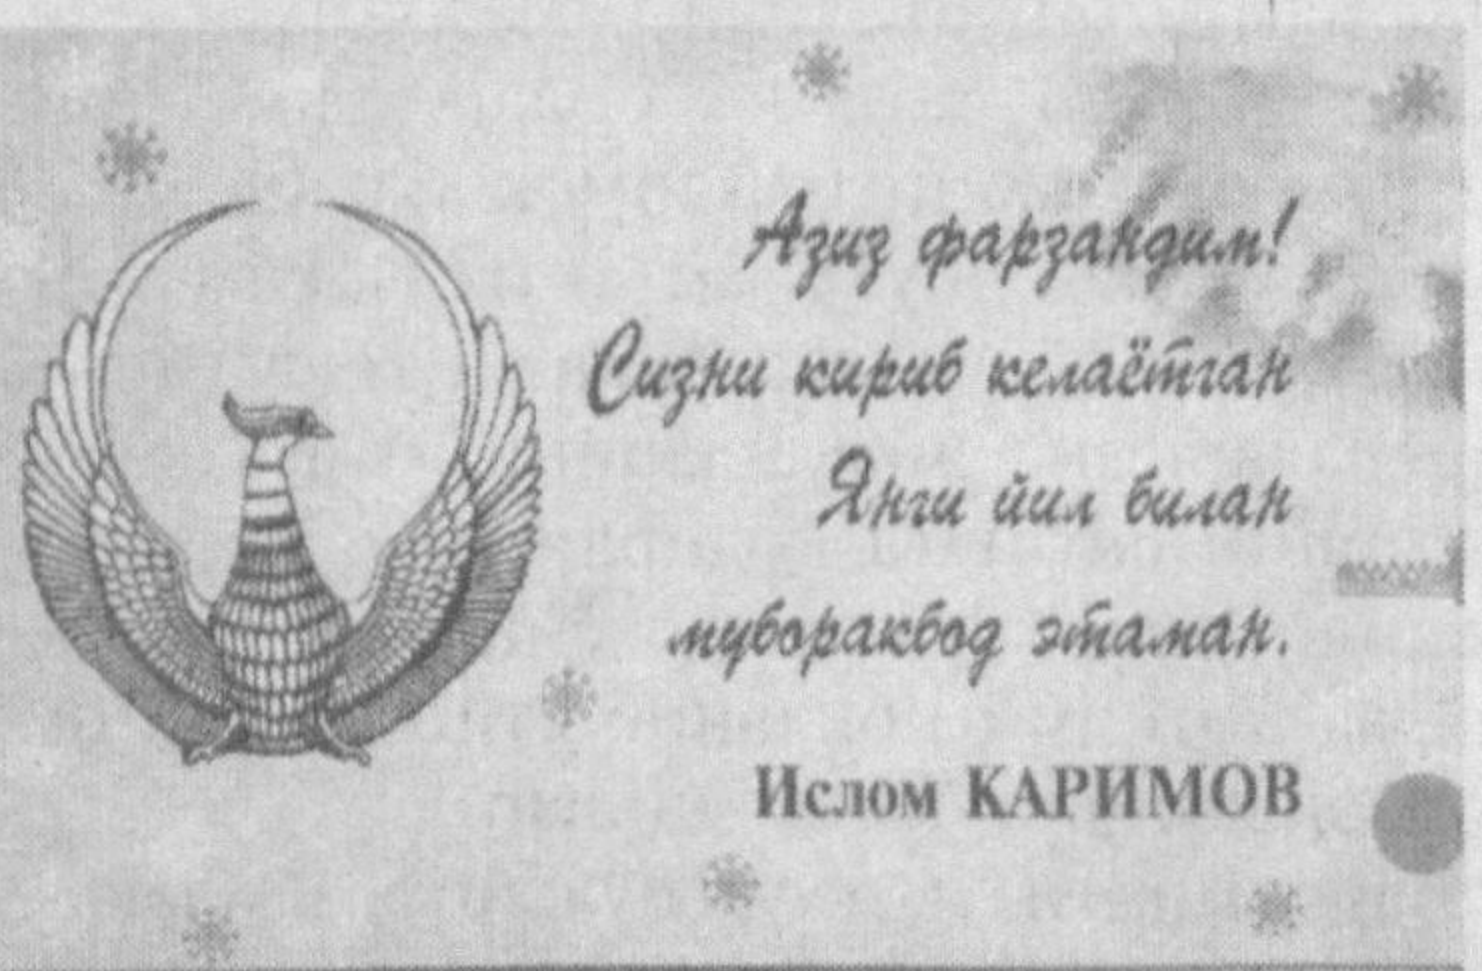 Азиз фарзандим!
Сизни кириб келаётган
Янги йил билан
муборакбод этаман.
Ислом КАРИМОВ